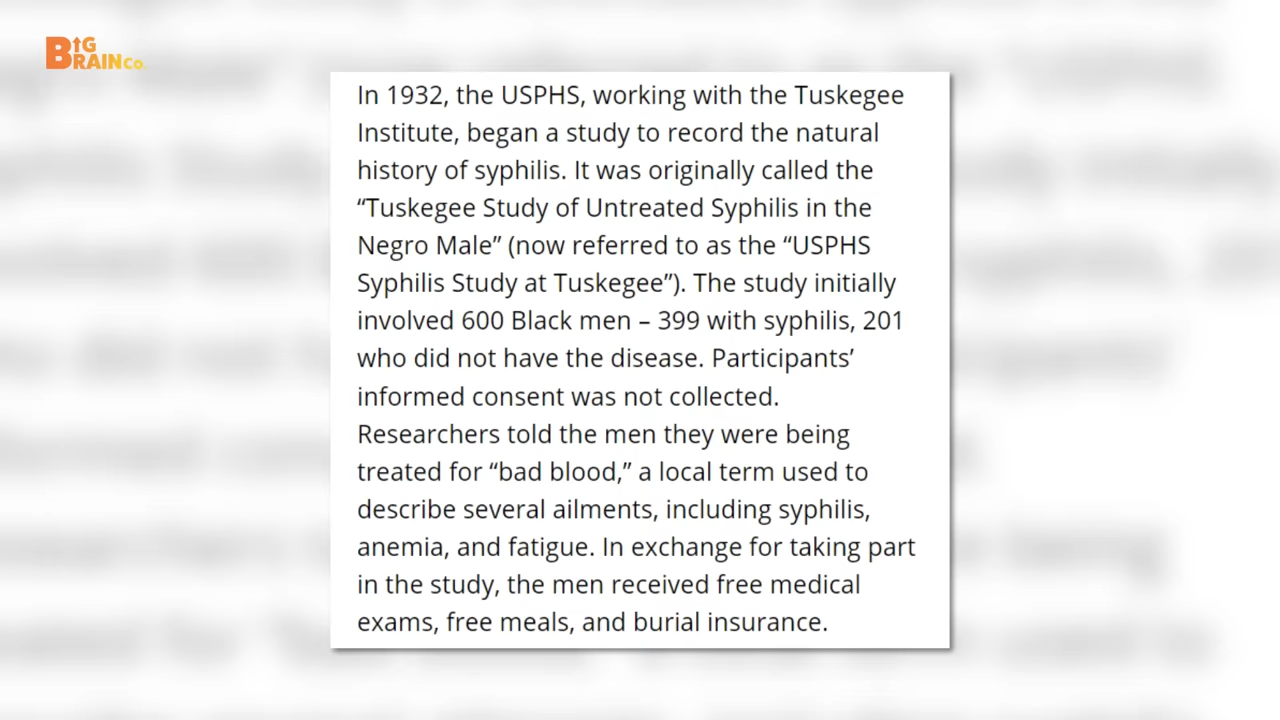 BIG
BRAIN Co.
In 1932, the USPHS, working with the Tuskegee
Institute, began a study to record the natural
history of syphilis. It was originally called the
“Tuskegee Study of Untreated Syphilis in the
Negro Male” (now referred to as the “USPHS
Syphilis Study at Tuskegee”). The study initially
involved 600 Black men – 399 with syphilis, 201
who did not have the disease. Participants’
informed consent was not collected.
Researchers told the men they were being
treated for “bad blood,” a local term used to
describe several ailments, including syphilis,
anemia, and fatigue. In exchange for taking part
in the study, the men received free medical
exams, free meals, and burial insurance.